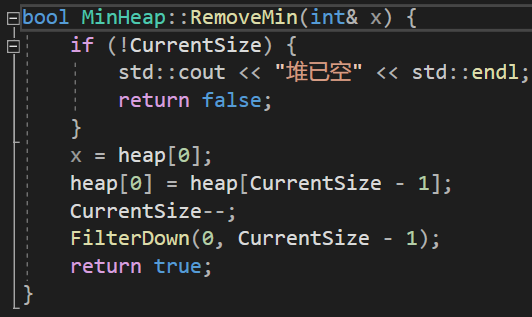 bool MinHeap::RemoveMin(int& x) {
    if (!CurrentSize) {
        std::cout << "堆已空" << std::endl;
        return false;
    }
    x = heap[0];
    heap[0] = heap[CurrentSize - 1];
    CurrentSize--;
    FilterDown(0, CurrentSize - 1);
    return true;
}